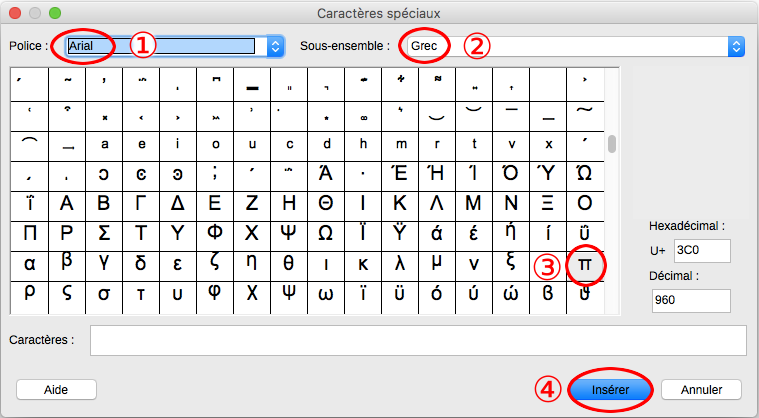 Caractères spéciaux
Police : Arial ① Sous-ensemble : Grec ②
a e i o u c d h m r t v x
ͻ ͼ ͽ ; ΄ ΅ Ά · Έ Ή Ί Ό Ύ Ώ
ΐ Α Β Γ Δ Ε Ζ Η Θ Ι Κ Λ Μ Ν Ξ Ο
Π Ρ Σ Τ Υ Φ Χ Ψ Ω Ϊ Ϋ ά έ ή ί ΰ
α β γ δ ε ζ η θ ι κ λ μ ν ξ ③ π
ρ ς σ τ υ φ χ ψ ω ϊ ϋ ό ύ ώ ϐ ϑ
Hexadécimal :
U+ 3C0
Décimal :
960
Caractères :
Aide ④ Insérer Annuler